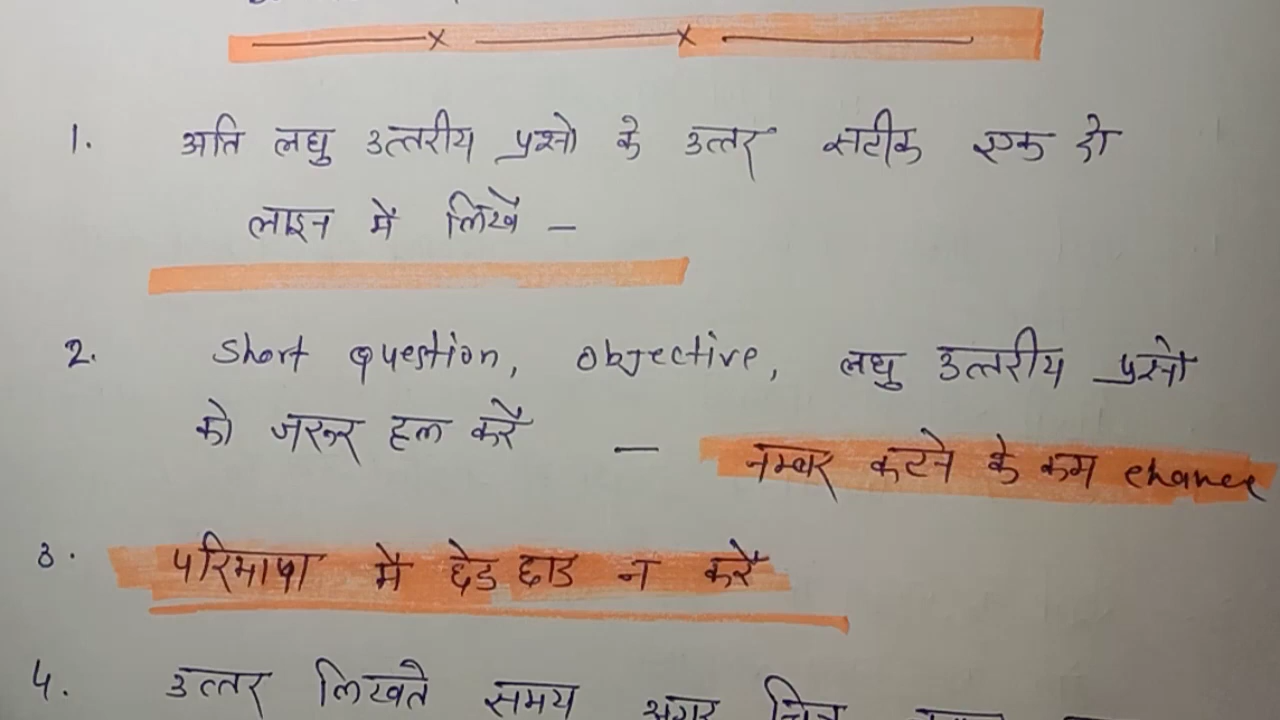 1. अति लघु उत्तरीय प्रश्नो के उत्तर सटीक एक ही
लाइन में लिखें –
2. Short question, objective, लघु उत्तरीय प्रश्नो
को जरूर हल करें – नम्बर कटने के कम chance
3. परिभाषा में छेड छाड न करें
4. उत्तर लिखते समय अगर चित्र